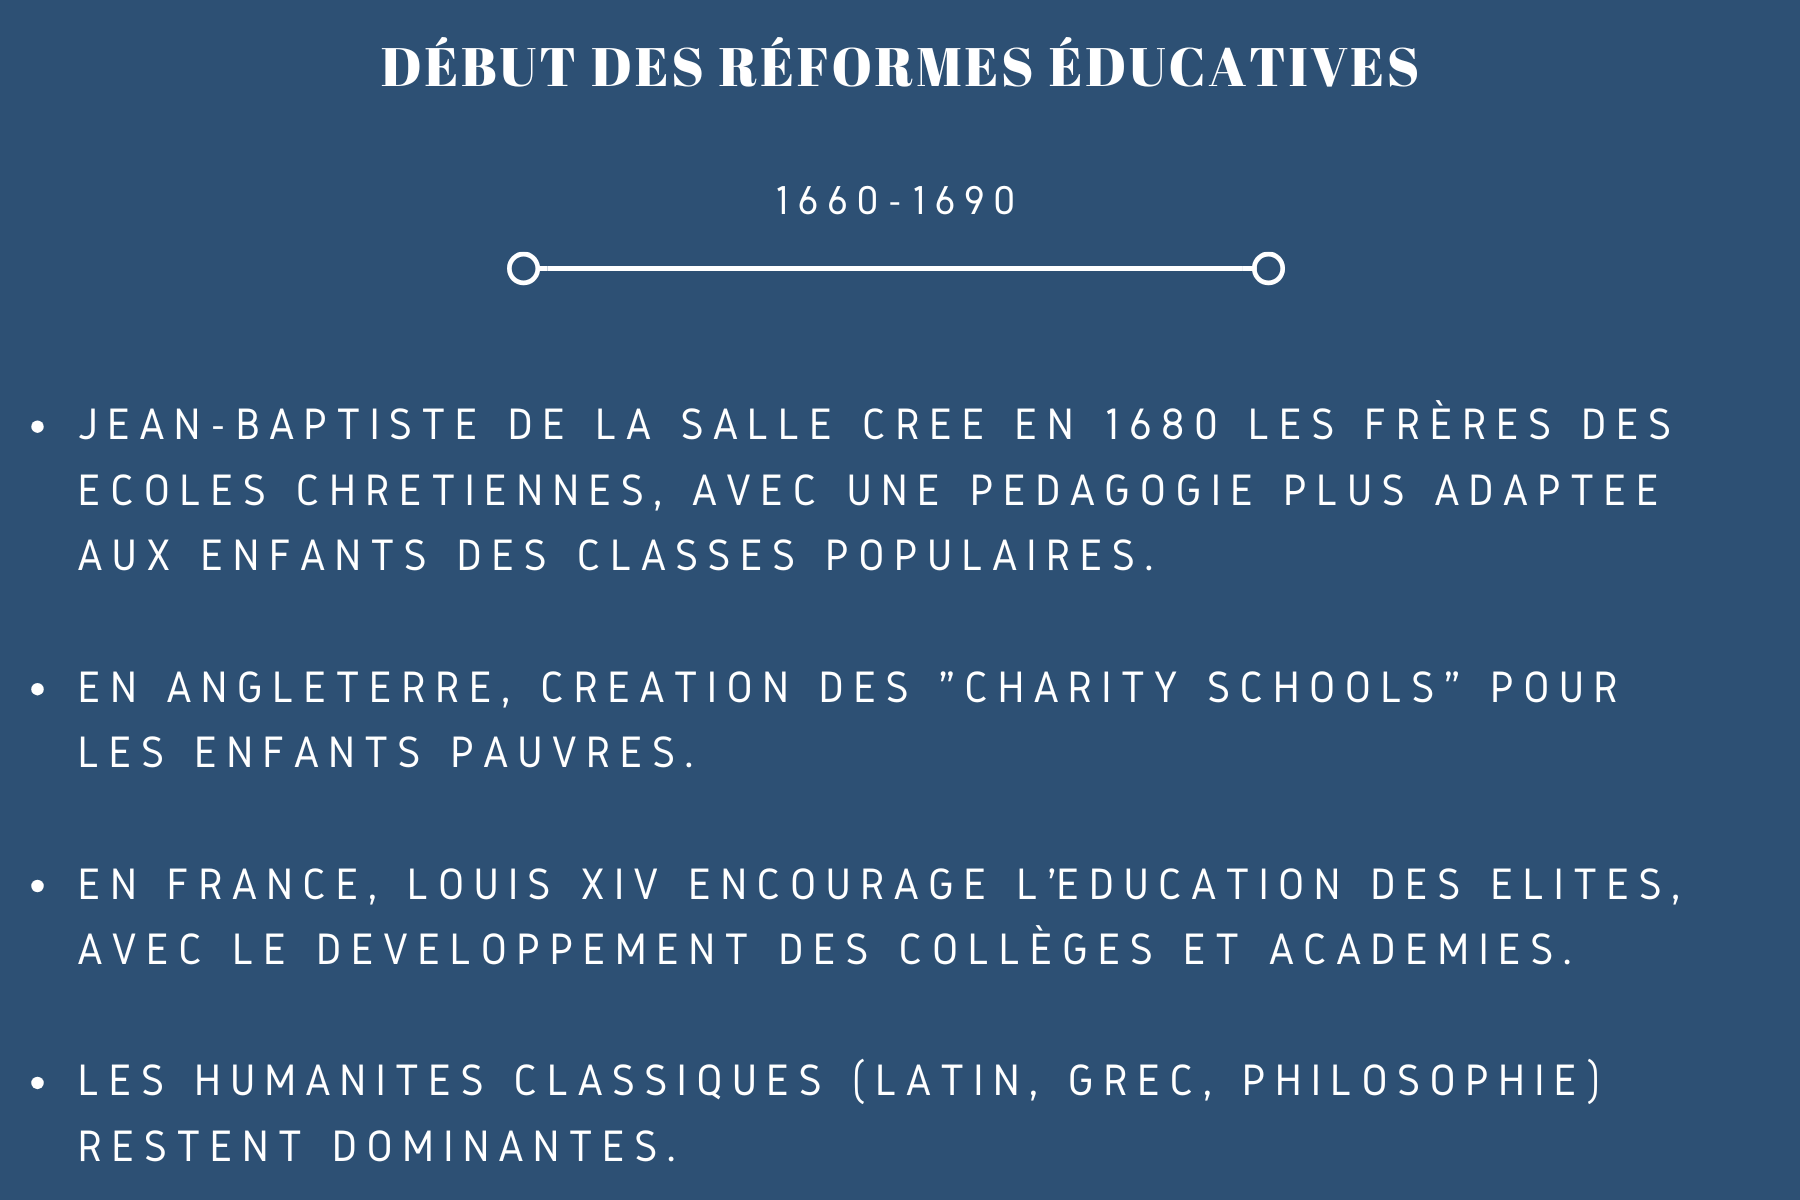 DÉBUT DES RÉFORMES ÉDUCATIVES
1660-1690
• JEAN-BAPTISTE DE LA SALLE CREE EN 1680 LES FRÈRES DES
ECOLES CHRETIENNES, AVEC UNE PEDAGOGIE PLUS ADAPTEE
AUX ENFANTS DES CLASSES POPULAIRES.
• EN ANGLETERRE, CREATION DES ”CHARITY SCHOOLS” POUR
LES ENFANTS PAUVRES.
• EN FRANCE, LOUIS XIV ENCOURAGE L’EDUCATION DES ELITES,
AVEC LE DEVELOPPEMENT DES COLLÈGES ET ACADEMIES.
• LES HUMANITES CLASSIQUES (LATIN, GREC, PHILOSOPHIE)
RESTENT DOMINANTES.